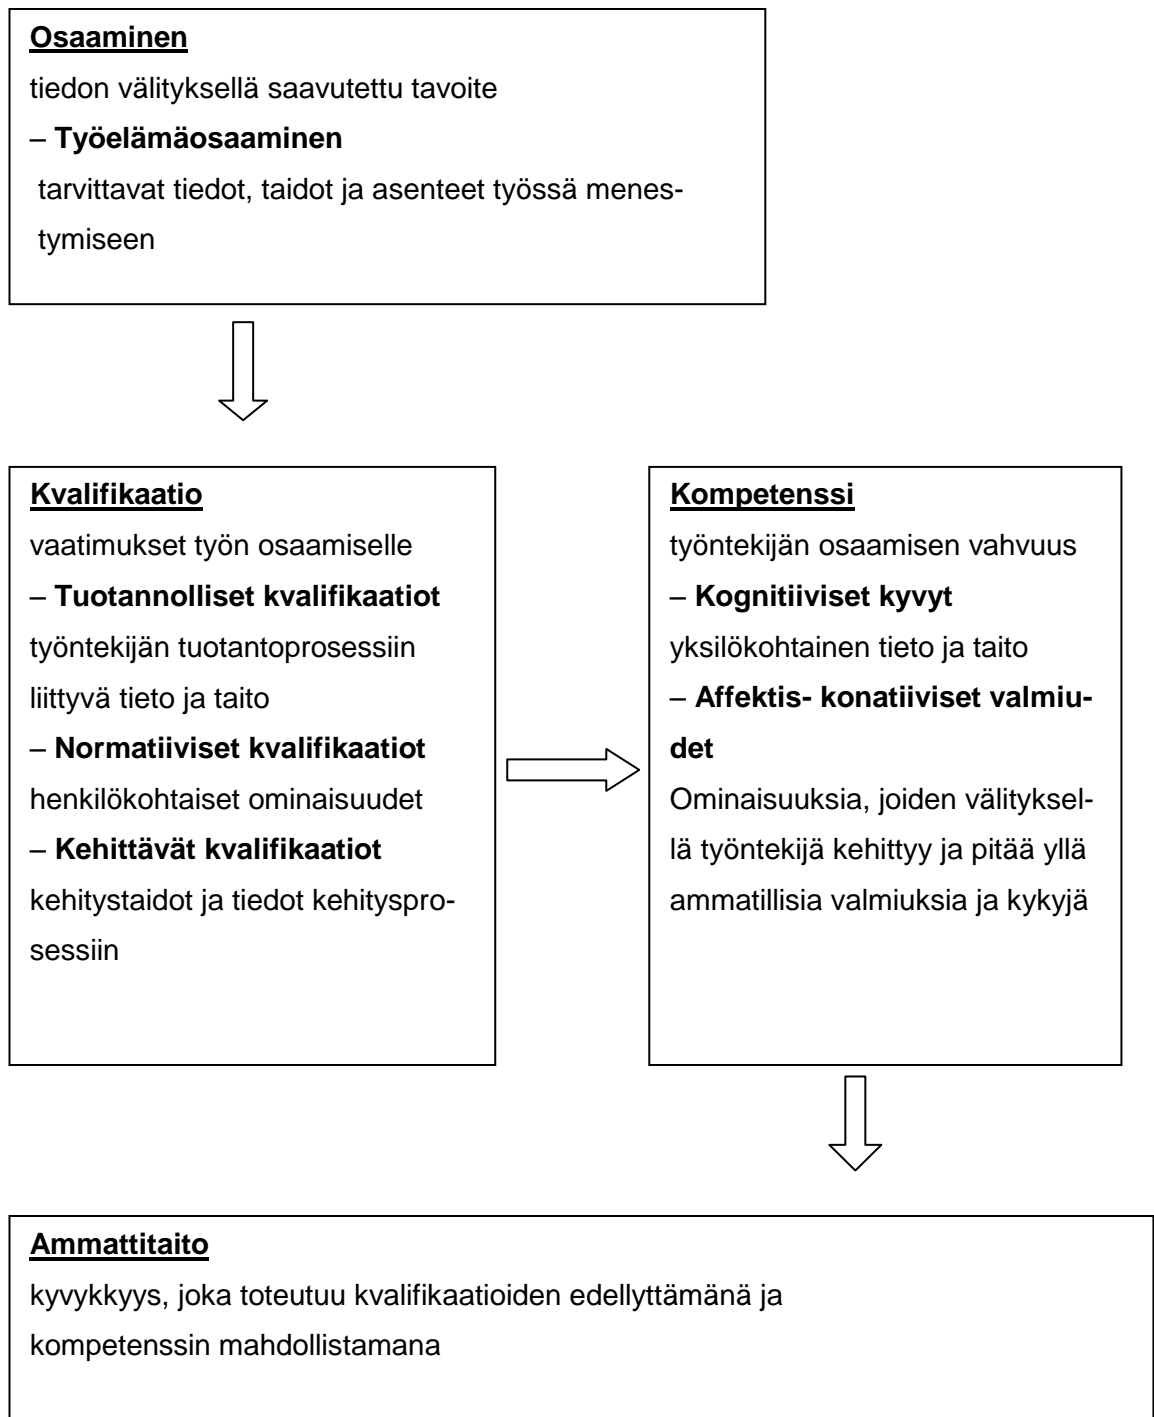 Osaaminen
tiedon välityksellä saavutettu tavoite
– Työelämäosaaminen
tarvittavat tiedot, taidot ja asenteet työssä menes-
tymiseen
Kvalifikaatio
vaatimukset työn osaamiselle
– Tuotannolliset kvalifikaatiot
työntekijän tuotantoprosessiin
liittyvä tieto ja taito
– Normatiiviset kvalifikaatiot
henkilökohtaiset ominaisuudet
– Kehittävät kvalifikaatiot
kehitystaidot ja tiedot kehityspro-
sessiin
Kompetenssi
työntekijän osaamisen vahvuus
– Kognitiiviset kyvyt
yksilökohtainen tieto ja taito
– Affektis- konatiiviset valmiu-
det
Ominaisuuksia, joiden välityksel-
lä työntekijä kehittyy ja pitää yllä
ammatillisia valmiuksia ja kykyjä
Ammattitaito
kyvykkyys, joka toteutuu kvalifikaatioiden edellyttämänä ja
kompetenssin mahdollistamana